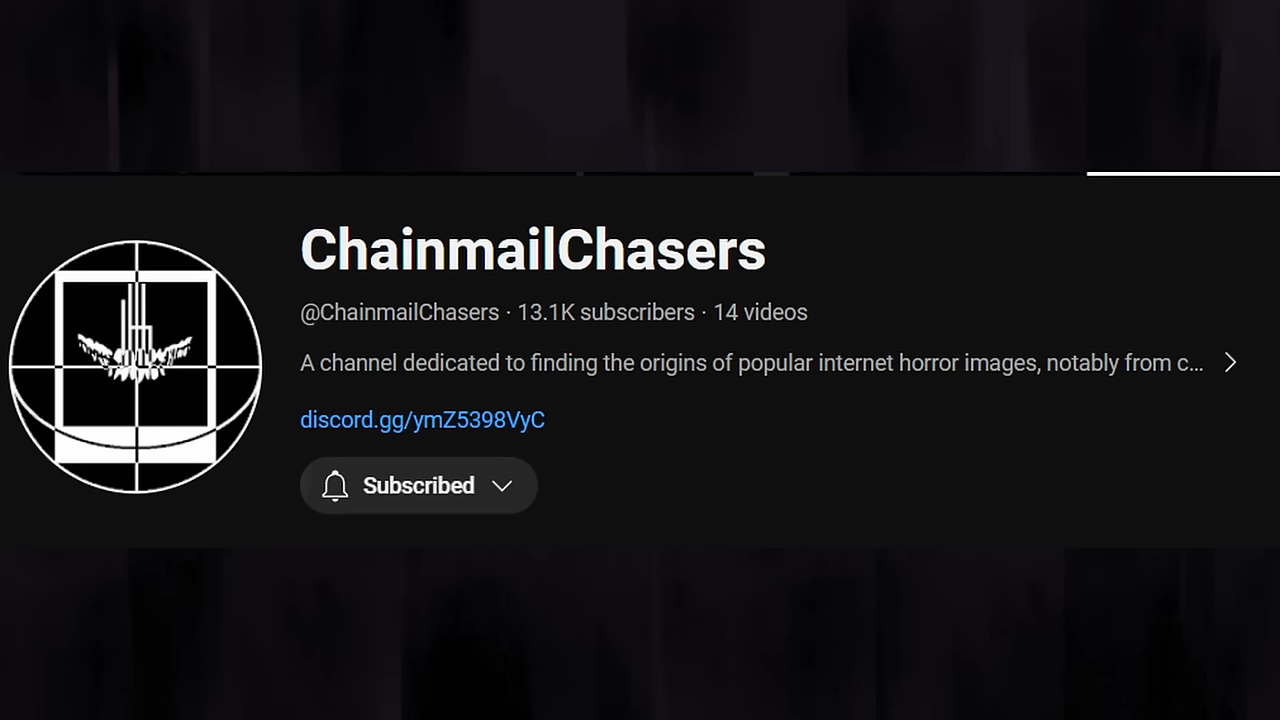 ChainmailChasers
@ChainmailChasers · 13.1K subscribers · 14 videos
A channel dedicated to finding the origins of popular internet horror images, notably from c...
discord.gg/ymZ5398VyC
Subscribed